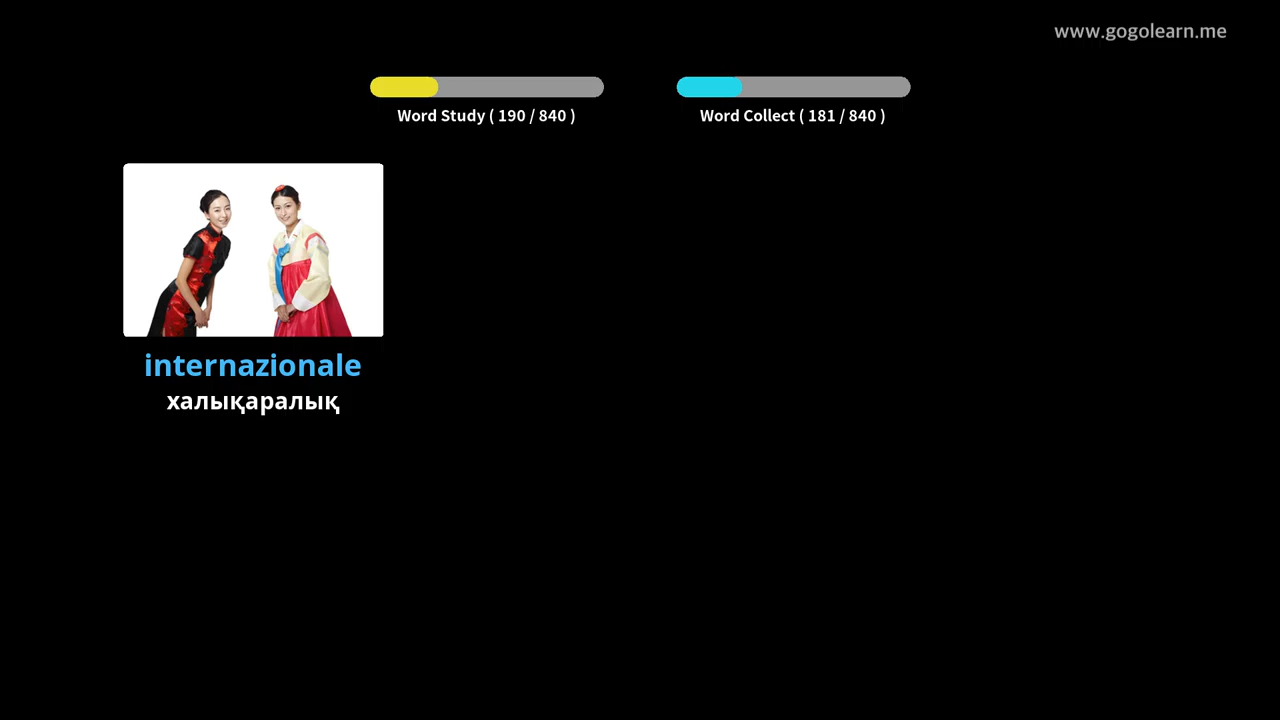 www.gogolearn.me
Word Study ( 190 / 840 )
Word Collect ( 181 / 840 )
internazionale
халықаралық